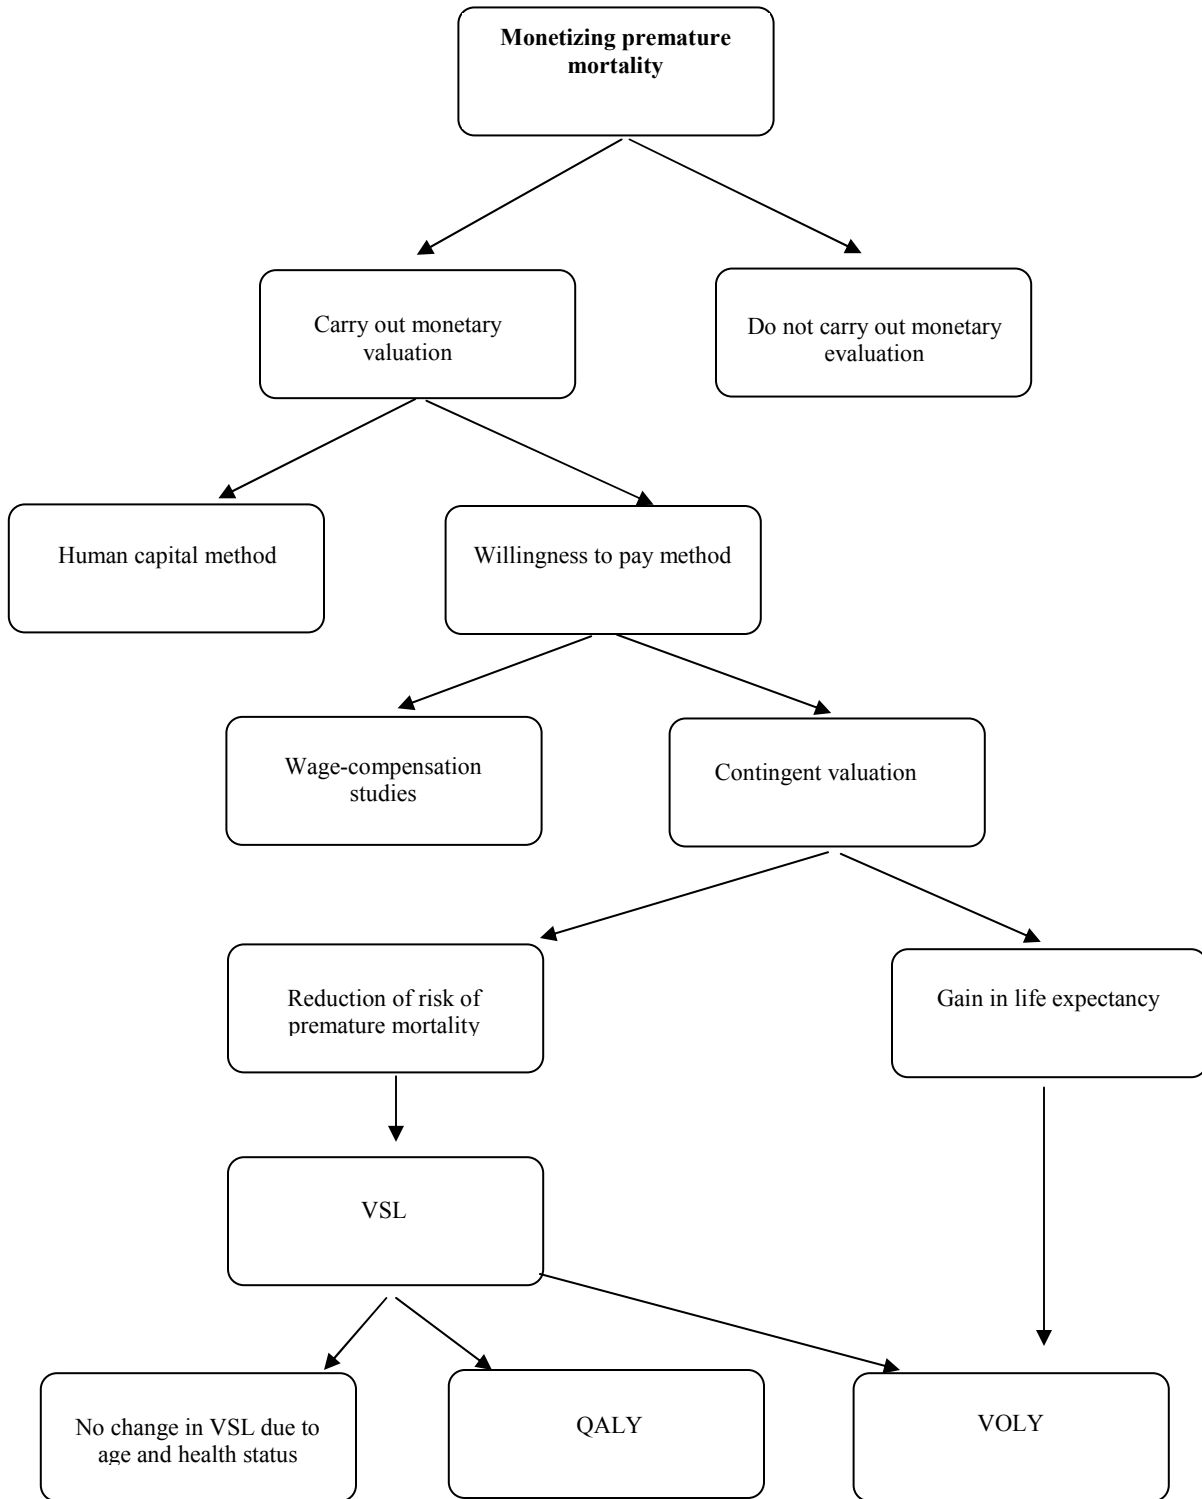 Monetizing premature
mortality
Carry out monetary
valuation
Do not carry out monetary
evaluation
Human capital method
Willingness to pay method
Wage-compensation
studies
Contingent valuation
Reduction of risk of
premature mortality
Gain in life expectancy
VSL
No change in VSL due to
age and health status
QALY
VOLY